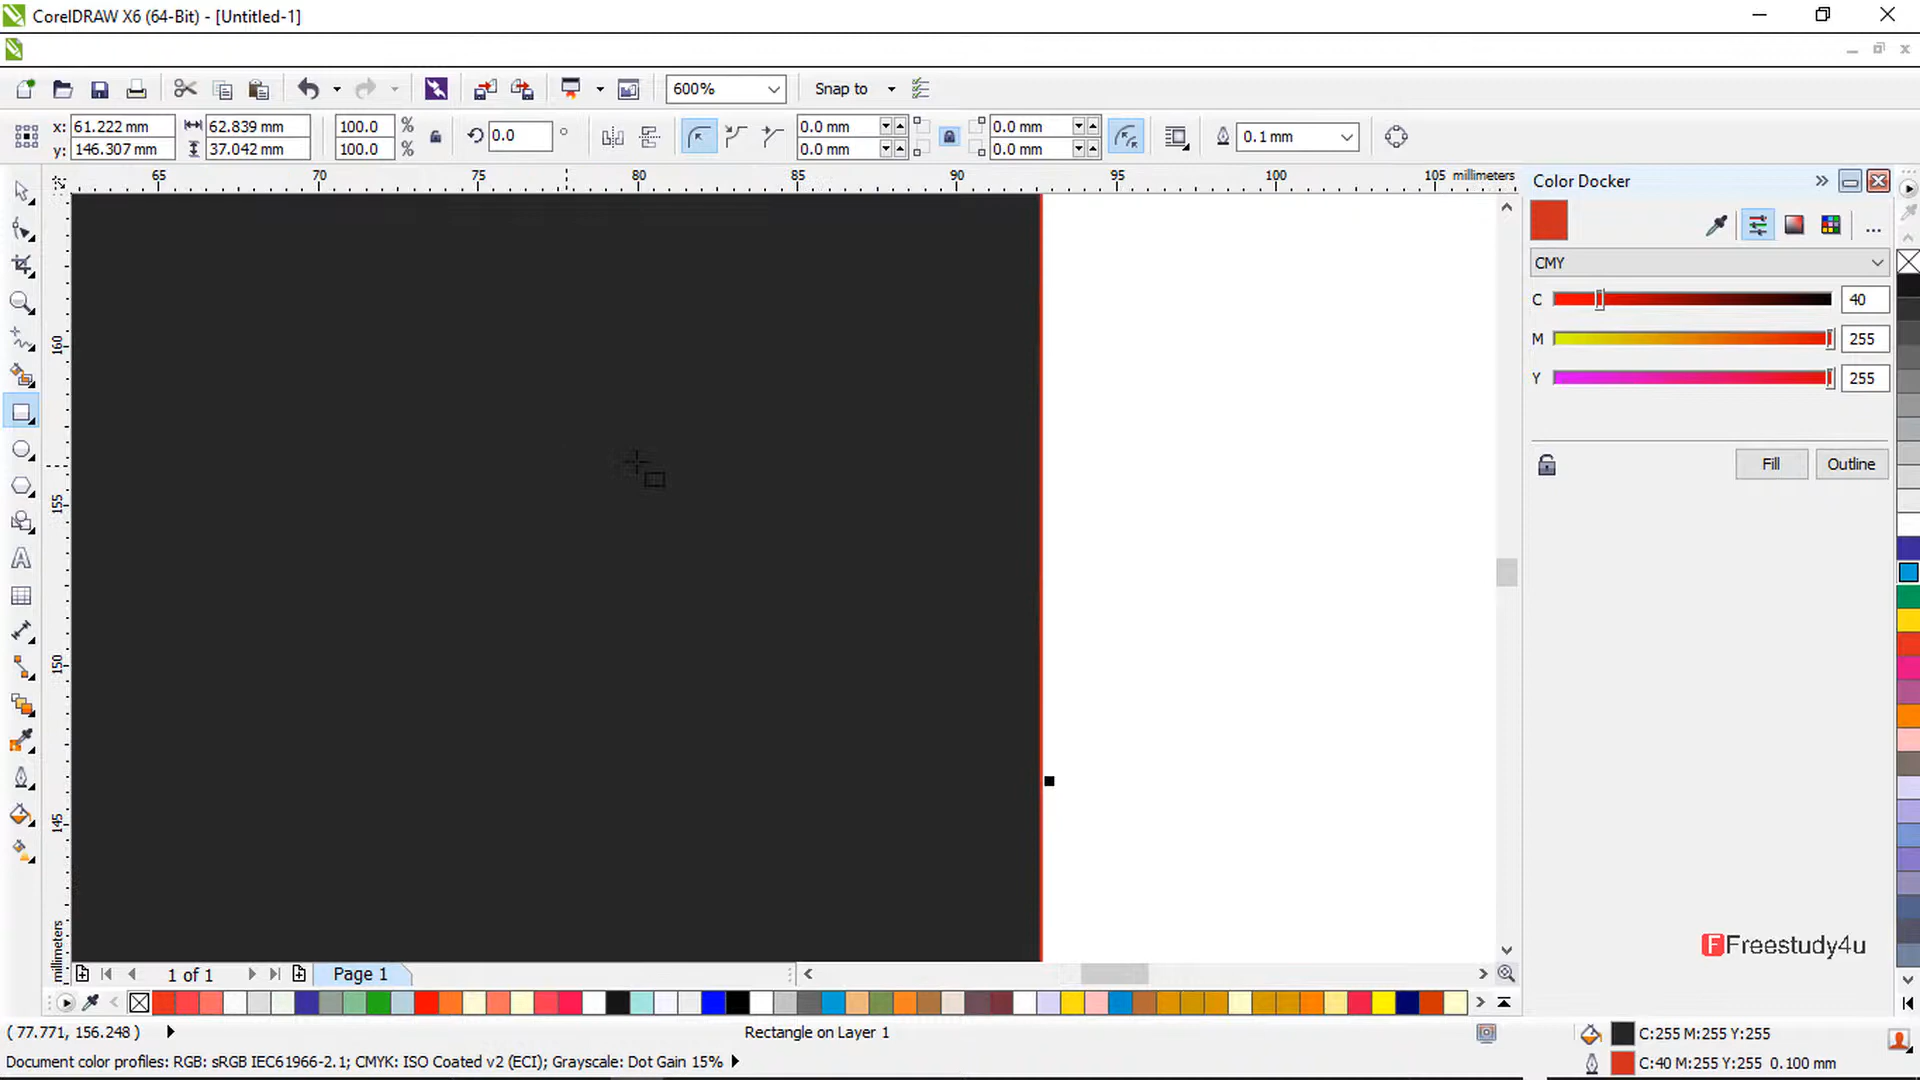 CorelDRAW X6 (64-Bit) - [Untitled-1]
600%
Snap to
x: 61.222 mm
y: 146.307 mm
62.839 mm
37.042 mm
100.0 %
100.0 %
0.0 °
0.0 mm
0.0 mm
0.0 mm
0.0 mm
0.1 mm
65 70 75 80 85 90 95 100 105 millimeters
160
155
150
145
millimeters
Color Docker
CMY
C 40
M 255
Y 255
Fill
Outline
Freestudy4u
1 of 1
Page 1
( 77.771, 156.248 )
Rectangle on Layer 1
C:255 M:255 Y:255
Document color profiles: RGB: sRGB IEC61966-2.1; CMYK: ISO Coated v2 (ECI); Grayscale: Dot Gain 15%
C:40 M:255 Y:255 0.100 mm